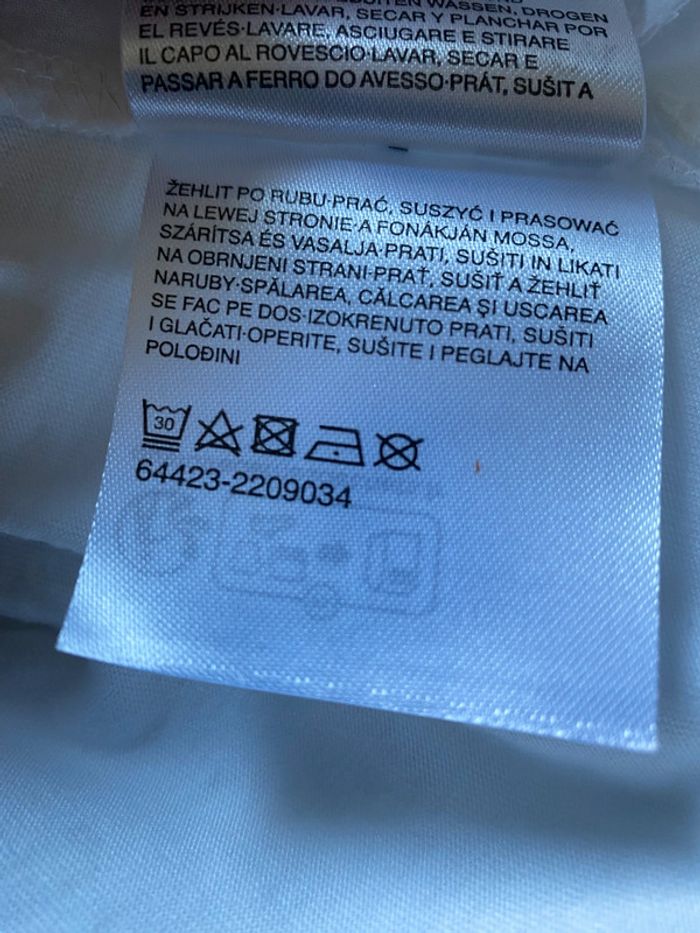 WASSEN, DROGEN
EN STRIJKEN·LAVAR, SECAR Y PLANCHAR POR
EL REVÉS·LAVARE, ASCIUGARE E STIRARE
IL CAPO AL ROVESCIO·LAVAR, SECAR E
PASSAR A FERRO DO AVESSO·PRÁT, SUŠIT A
ŽEHLIT PO RUBU·PRAĆ, SUSZYĆ I PRASOWAĆ
NA LEWEJ STRONIE·A FONÁKJÁN MOSSA,
SZÁRÍTSA ÉS VASALJA·PRATI, SUŠITI IN LIKATI
NA OBRNJENI STRANI·PRAŤ, SUŠIŤ A ŽEHLIŤ
NARUBY·SPĂLAREA, CĂLCAREA ȘI USCAREA
SE FAC PE DOS·IZOKRENUTO PRATI, SUŠITI
I GLAČATI·OPERITE, SUŠITE I PEGLAJTE NA
POLOĐINI
30
64423-2209034